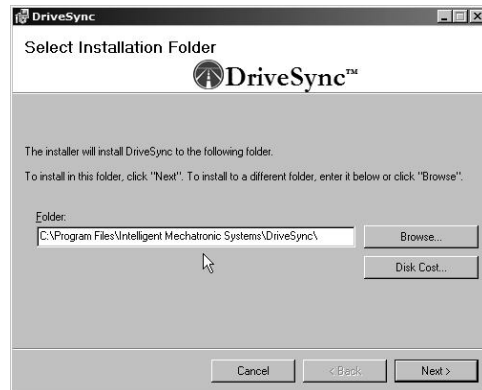 DriveSync
Select Installation Folder
DriveSync™
The installer will install DriveSync to the following folder.
To install in this folder, click "Next". To install to a different folder, enter it below or click "Browse".
Folder:
C:\Program Files\Intelligent Mechatronic Systems\DriveSync\
Browse...
Disk Cost...
Cancel
< Back
Next >